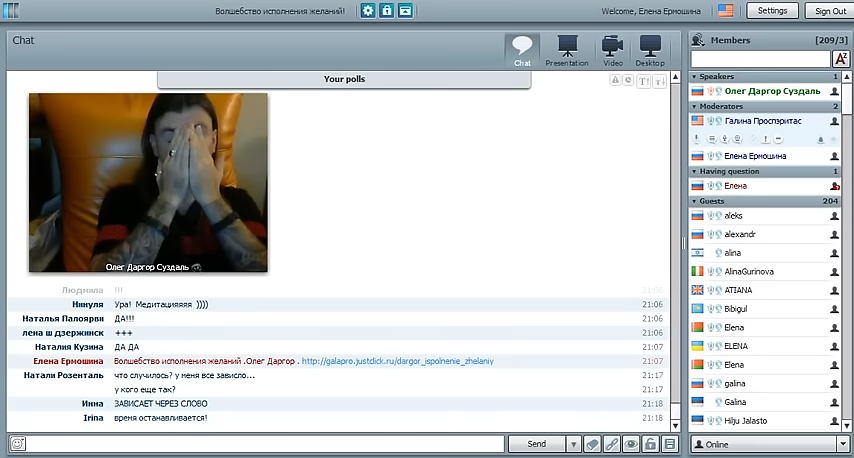 Волшебство исполнения желаний!
Welcome, Елена Ермошина
Settings
Sign Out
Chat
Chat
Presentation
Video
Desktop
Your polls
Олег Даргор Суздаль
Людмила !!! 21:06
Нинуля Ура! Медитацияяяя )))) 21:06
Наталья Палоярви ДА!!! 21:06
лена ш дзержинск +++ 21:06
Наталия Кузина ДА ДА 21:07
Елена Ермошина Волшебство исполнения желаний .Олег Даргор . http://galapro.justclick.ru/dargor_ispolnenie_zhelaniy 21:07
Натали Розенталь что случилось? у меня все зависло... 21:17
у кого еще так? 21:17
Инна ЗАВИСАЕТ ЧЕРЕЗ СЛОВО 21:18
Irina время останавливается! 21:18
Send
Members [209/3]
Speakers 1
Олег Даргор Суздаль
Moderators 2
Галина Проспэритас
Елена Ермошина
Having question 1
Елена
Guests 204
aleks
alexandr
alina
AlinaGurinova
ATIANA
Bibigul
Elena
ELENA
Elena
galina
Galina
Hilju Jalasto
Online